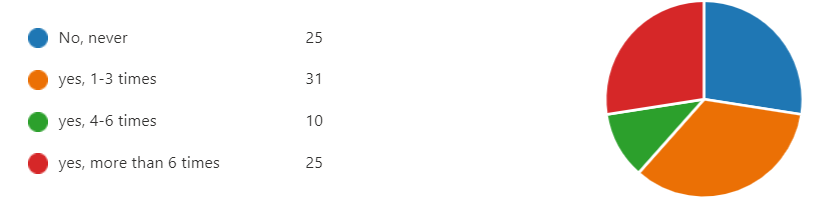 No, never 25
yes, 1-3 times 31
yes, 4-6 times 10
yes, more than 6 times 25